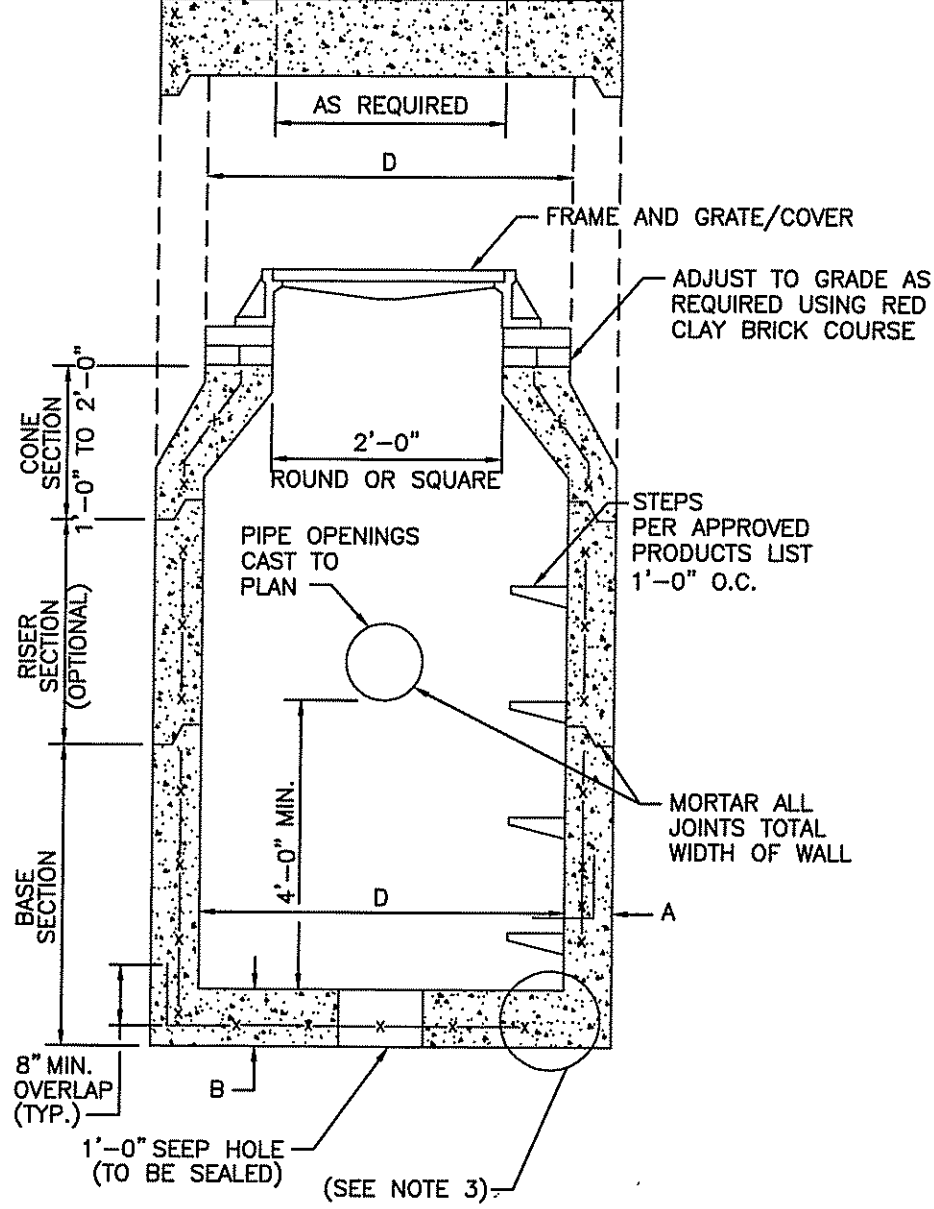 AS REQUIRED
D
FRAME AND GRATE/COVER
ADJUST TO GRADE AS
REQUIRED USING RED
CLAY BRICK COURSE
CONE
SECTION
1'-0" TO 2'-0"
2'-0"
ROUND OR SQUARE
STEPS
PER APPROVED
PRODUCTS LIST
1'-0" O.C.
PIPE OPENINGS
CAST TO
PLAN
RISER
SECTION
(OPTIONAL)
4'-0" MIN.
MORTAR ALL
JOINTS TOTAL
WIDTH OF WALL
BASE
SECTION
D
A
8" MIN.
OVERLAP
(TYP.)
B
1'-0" SEEP HOLE
(TO BE SEALED)
(SEE NOTE 3)